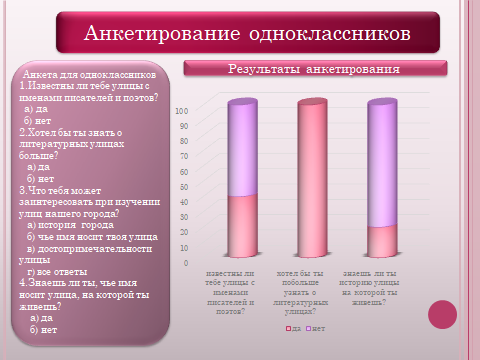 Анкетирование одноклассников
Анкета для одноклассников
1.Известны ли тебе улицы с
именами писателей и поэтов?
а) да
б) нет
2.Хотел бы ты знать о
литературных улицах
больше?
а) да
б) нет
3.Что тебя может
заинтересовать при изучении
улиц нашего города?
а) история города
б) чье имя носит твоя улица
в) достопримечательности
улицы
г) все ответы
4.Знаешь ли ты, чье имя
носит улица, на которой ты
живешь?
а) да
б) нет
Результаты анкетирования
100
90
80
70
60
50
40
30
20
10
0
известны ли
тебе улицы с
именами
писателей и
поэтов?
хотел бы ты
побольше
узнать о
литературных
улицах?
знаешь ли ты
историю улицы
на которой ты
живешь?
да нет